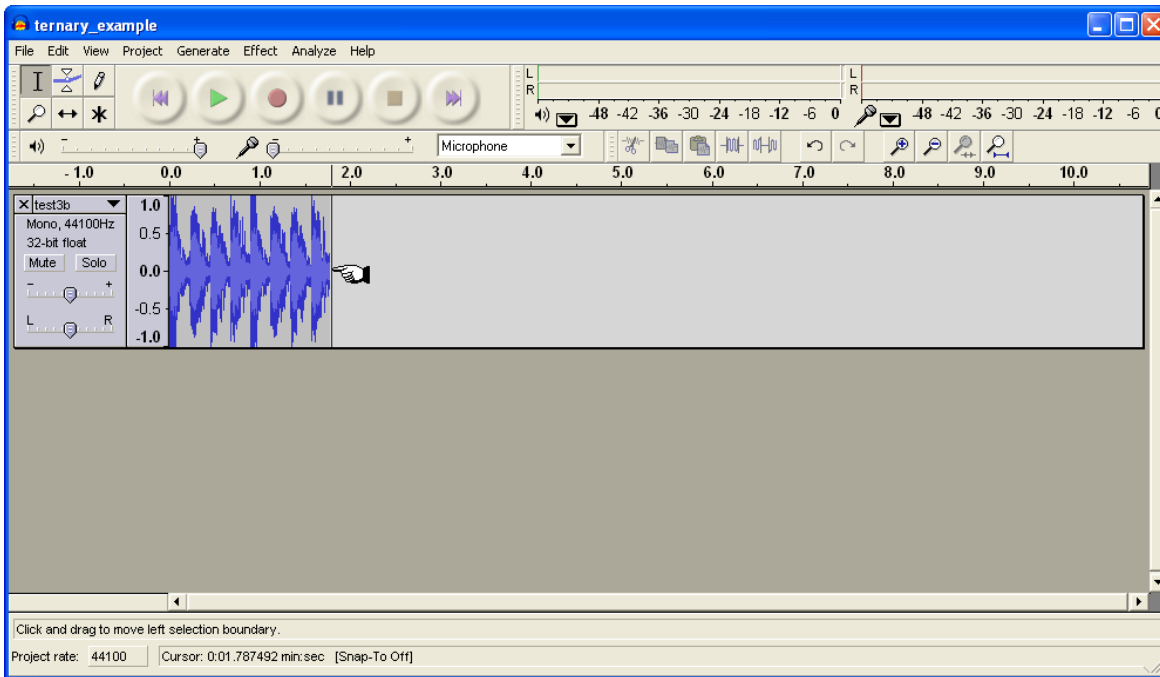 ternary_example
File Edit View Project Generate Effect Analyze Help
L
R
-48 -42 -36 -30 -24 -18 -12 -6 0
L
R
-48 -42 -36 -30 -24 -18 -12 -6 0
- + - + Microphone
- 1.0 0.0 1.0 2.0 3.0 4.0 5.0 6.0 7.0 8.0 9.0 10.0
test3b
Mono, 44100Hz
32-bit float
Mute Solo
- +
L R
1.0
0.5
0.0
-0.5
-1.0
Click and drag to move left selection boundary.
Project rate: 44100 Cursor: 0:01.787492 min:sec [Snap-To Off]